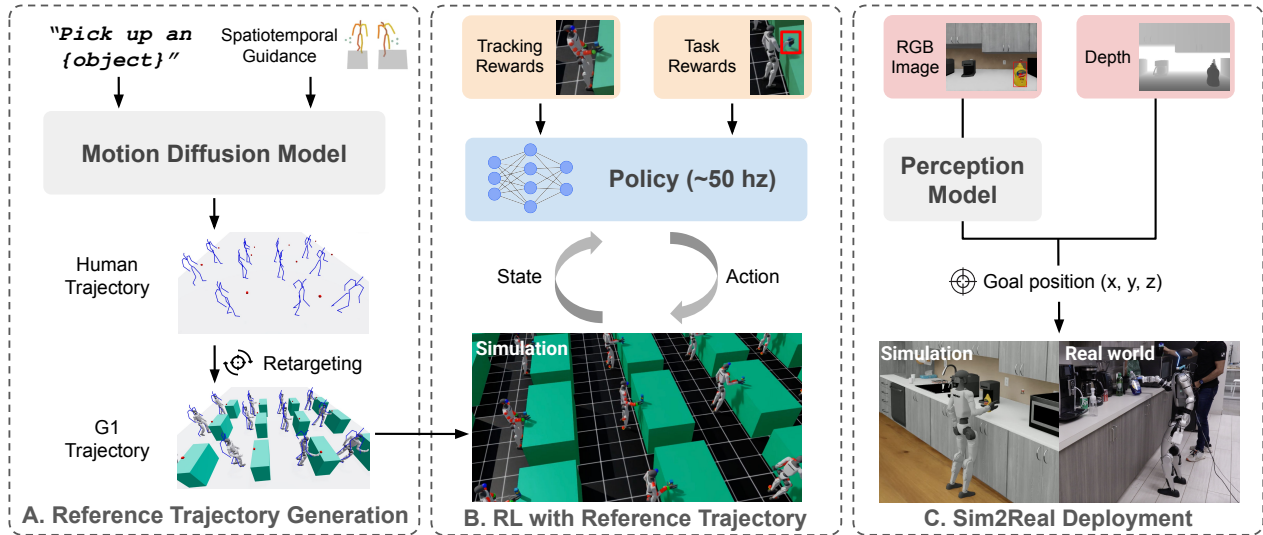 “Pick up an
{object}”
Spatiotemporal
Guidance
Motion Diffusion Model
Human
Trajectory
Retargeting
G1
Trajectory
A. Reference Trajectory Generation
Tracking
Rewards
Task
Rewards
Policy (~50 hz)
State
Action
Simulation
B. RL with Reference Trajectory
RGB
Image
Depth
Perception
Model
Goal position (x, y, z)
Simulation
Real world
C. Sim2Real Deployment